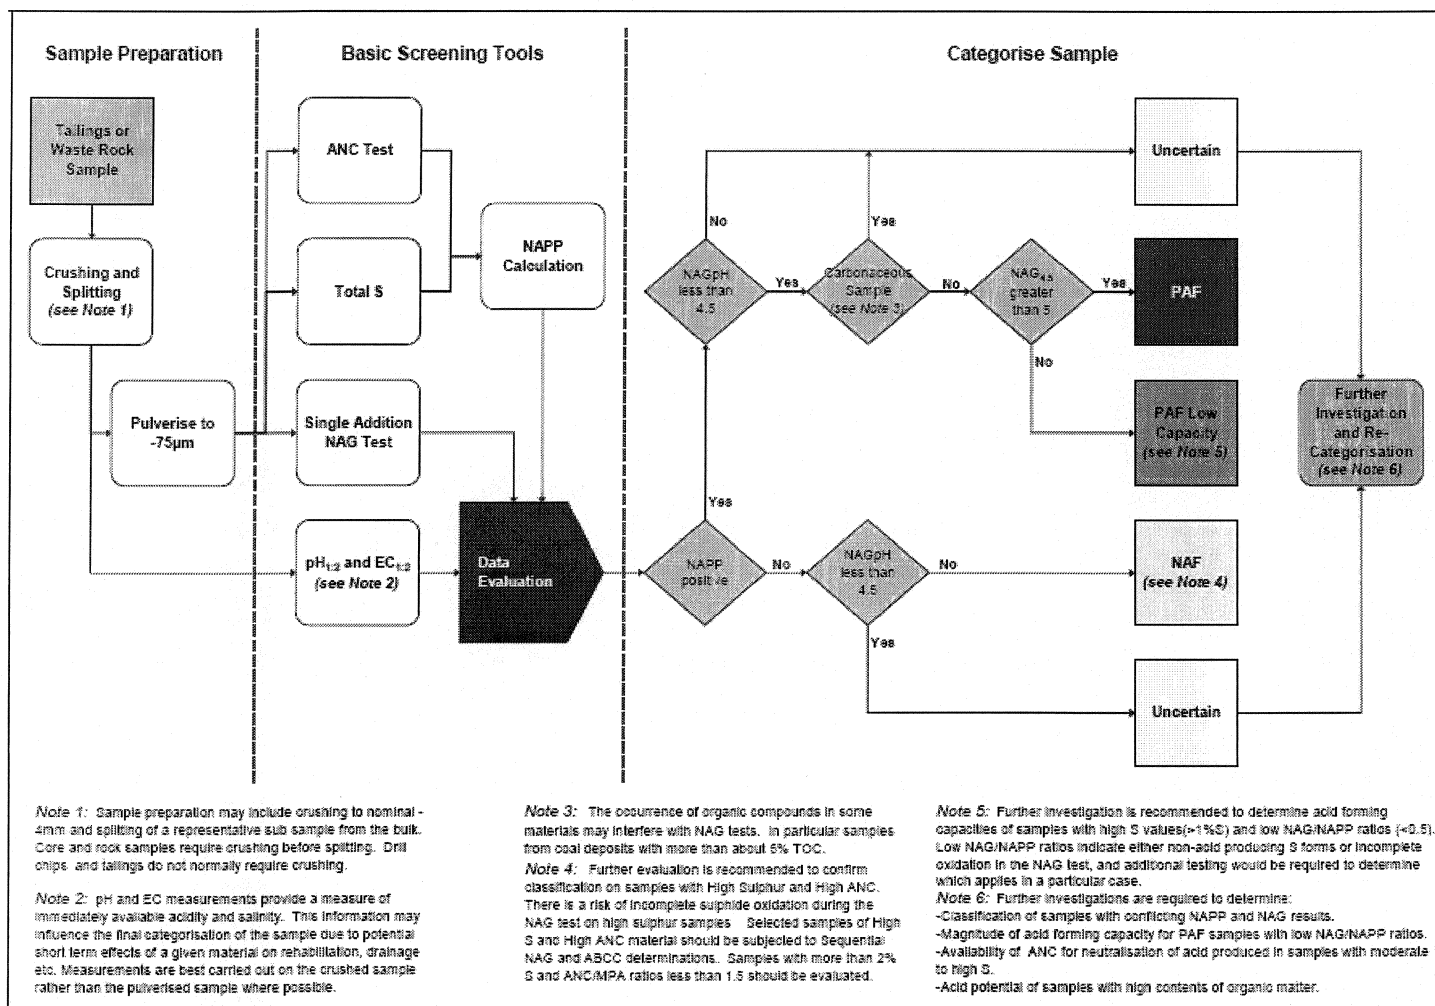 Sample Preparation
Basic Screening Tools
Categorise Sample
Tailings or
Waste Rock
Sample
Crushing and
Splitting
(see Note 1)
Pulverise to
-75µm
ANC Test
Total S
NAPP
Calculation
Single Addition
NAG Test
pH1:2 and EC1:2
(see Note 2)
Data
Evaluation
NAPP
positive
Yes
No
NAGpH
less than
4.5
No
Yes
Carbonaceous
Sample
(see Note 3)
Yes
No
NAG4.5
greater
than 5
Yes
No
NAGpH
less than
4.5
No
Yes
Uncertain
PAF
PAF Low
Capacity
(see Note 5)
NAF
(see Note 4)
Uncertain
Further
Investigation
and Re-
Categorisation
(see Note 6)
Note 1: Sample preparation may include crushing to nominal -
4mm and splitting of a representative sub sample from the bulk.
Core and rock samples require crushing before splitting. Drill
chips and tailings do not normally require crushing.
Note 2: pH and EC measurements provide a measure of
immediately available acidity and salinity. This information may
influence the final categorisation of the sample due to potential
short term effects of a given material on rehabilitation, drainage
etc. Measurements are best carried out on the crushed sample
rather than the pulverised sample where possible.
Note 3: The occurrence of organic compounds in some
materials may interfere with NAG tests. In particular samples
from coal deposits with more than about 5% TOC.
Note 4: Further evaluation is recommended to confirm
classification on samples with High Sulphur and High ANC.
There is a risk of incomplete sulphide oxidation during the
NAG test on high sulphur samples Selected samples of High
S and High ANC material should be subjected to Sequential
NAG and ABCC determinations. Samples with more than 2%
S and ANC/MPA ratios less than 1.5 should be evaluated.
Note 5: Further investigation is recommended to determine acid forming
capacities of samples with high S values(>1%S) and low NAG/NAPP ratios (<0.5).
Low NAG/NAPP ratios indicate either non-acid producing S forms or incomplete
oxidation in the NAG test, and additional testing would be required to determine
which applies in a particular case.
Note 6: Further investigations are required to determine:
-Classification of samples with conflicting NAPP and NAG results.
-Magnitude of acid forming capacity for PAF samples with low NAG/NAPP ratios.
-Availability of ANC for neutralisation of acid produced in samples with moderate
to high S.
-Acid potential of samples with high contents of organic matter.